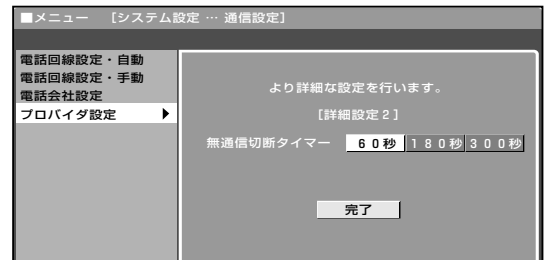 ■メニュー [システム設定 … 通信設定]
電話回線設定・自動
電話回線設定・手動
電話会社設定
プロバイダ設定 ▶
より詳細な設定を行います。
[詳細設定2]
無通信切断タイマー 60秒 180秒 300秒
完了